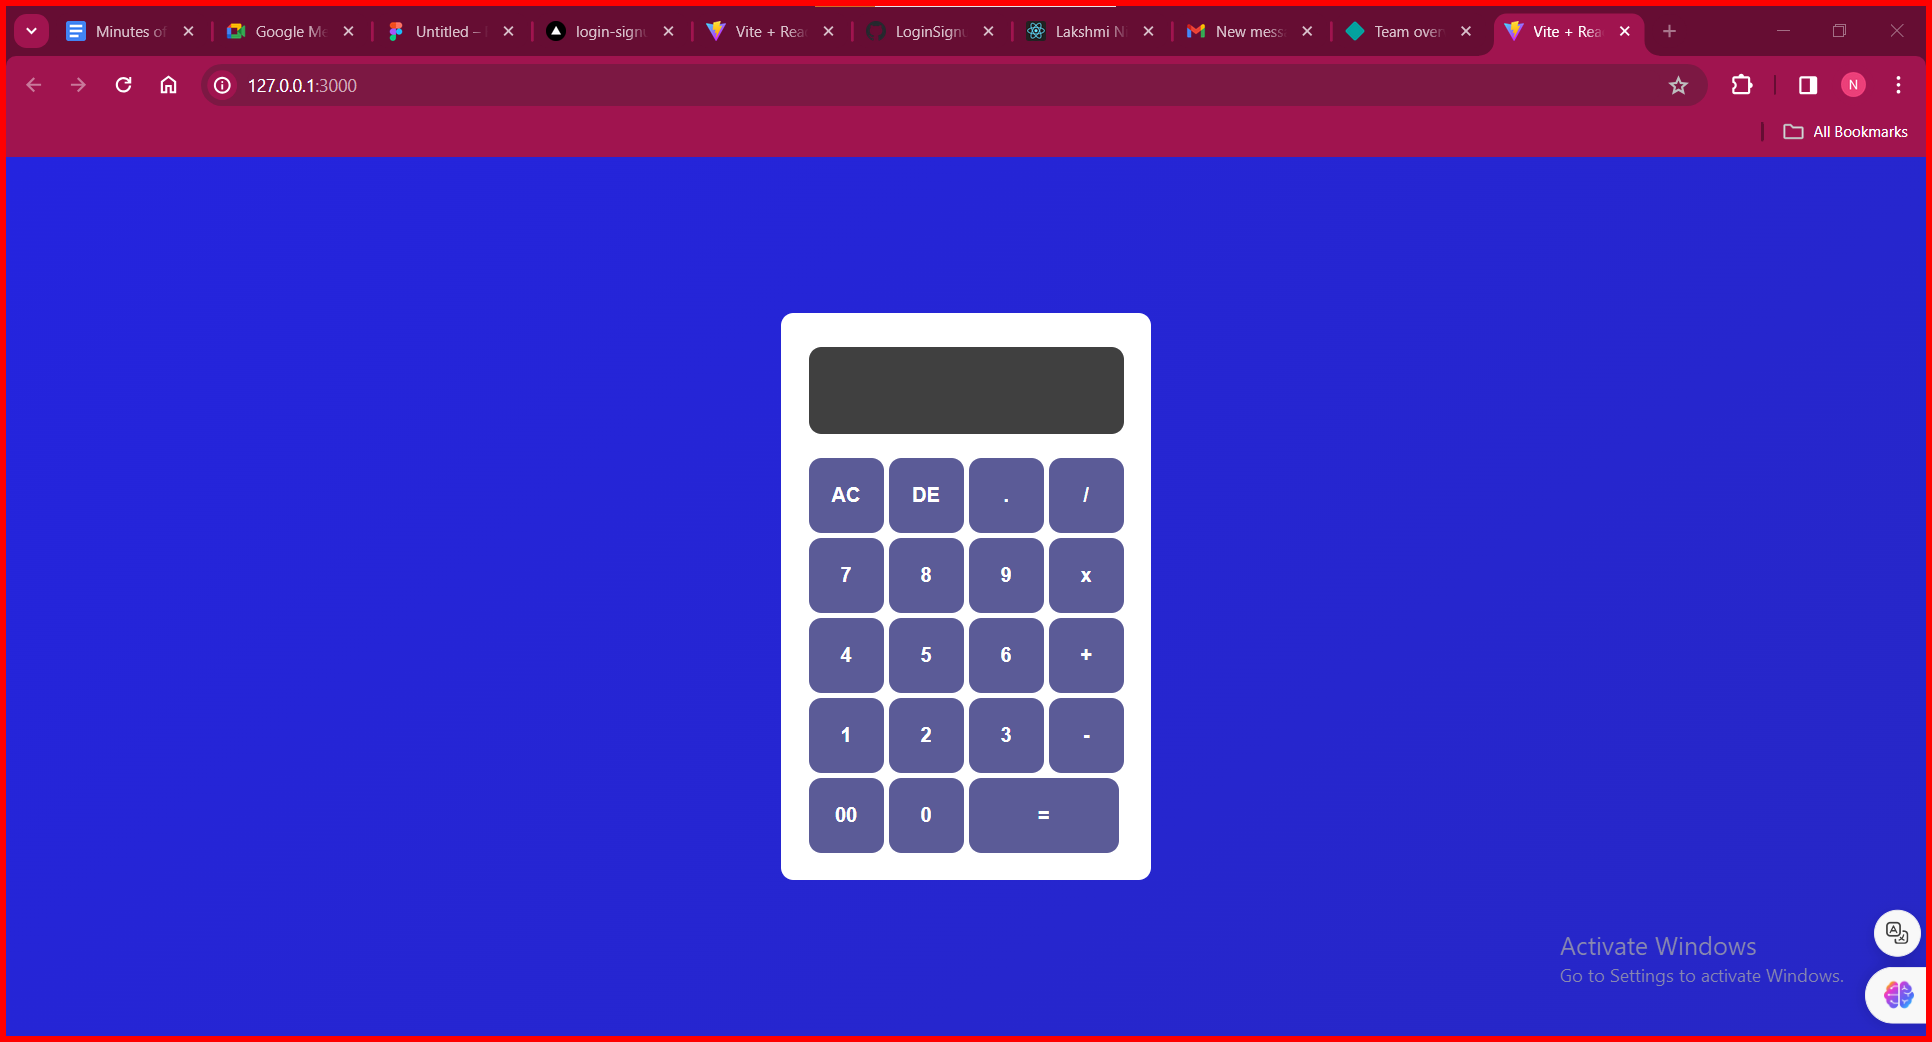 Minutes of
Google Me
Untitled –
login-sign
Vite + Rea
LoginSign
Lakshmi N
New mess
Team over
Vite + Rea
127.0.0.1:3000
N
All Bookmarks
AC DE . /
7 8 9 x
4 5 6 +
1 2 3 -
00 0 =
Activate Windows
Go to Settings to activate Windows.